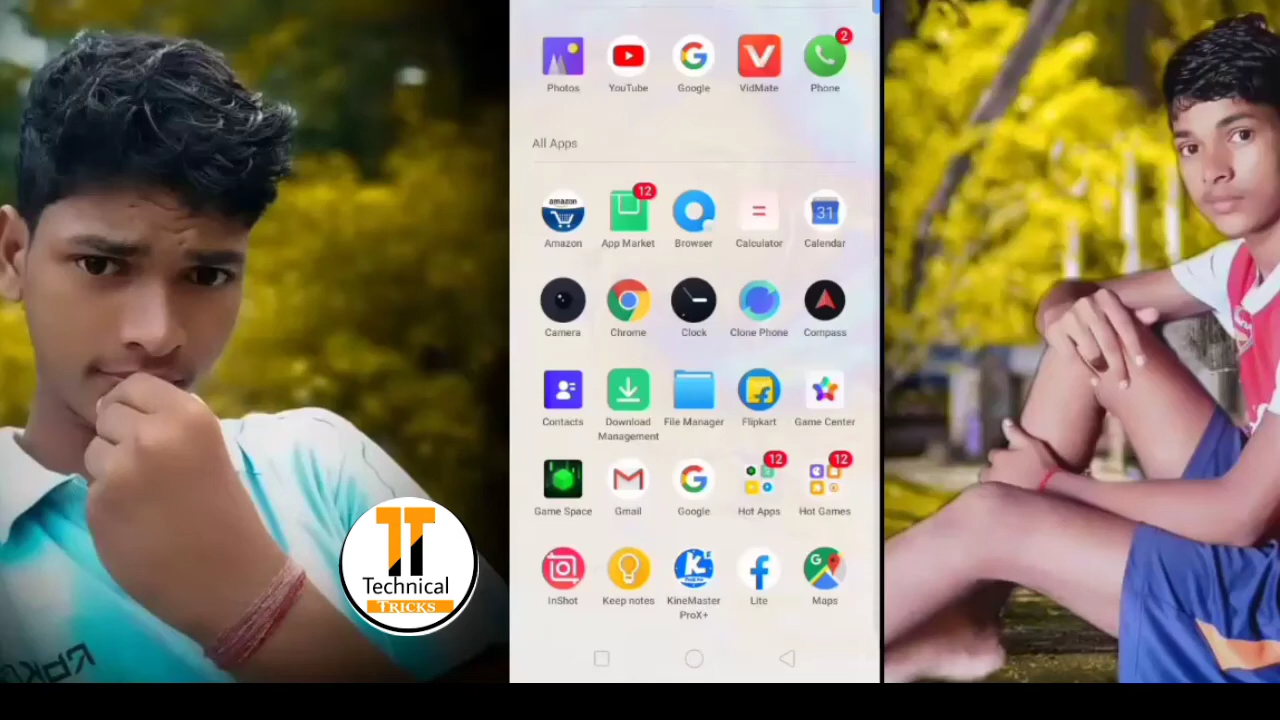 2
Photos YouTube Google VidMate Phone
All Apps
amazon
12
31
Amazon App Market Browser Calculator Calendar
Camera Chrome Clock Clone Phone Compass
Contacts Download Management File Manager Flipkart Game Center
12 12
Game Space Gmail Google Hot Apps Hot Games
InShot Keep notes KineMaster ProX+ Lite Maps
TT
Technical
TRICKS